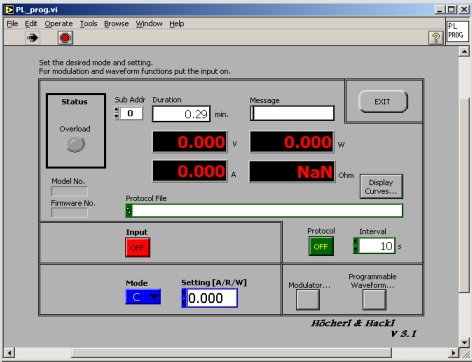 PL_prog.vi
File Edit Operate Tools Browse Window Help
PL
PROG
Set the desired mode and setting.
For modulation and waveform functions put the input on.
Status
Sub Addr Duration Message
0 0.29 min.
EXIT
Overload
0.000 V 0.000 W
0.000 A NaN Ohm
Display
Curves...
Model No.
Firmware No.
Protocol File
Input
OFF
Protocol Interval
OFF 10 s
Mode Setting [A/R/W]
C 0.000
Modulator... Programmable
Waveform...
Höcherl & Hackl
V 3.1